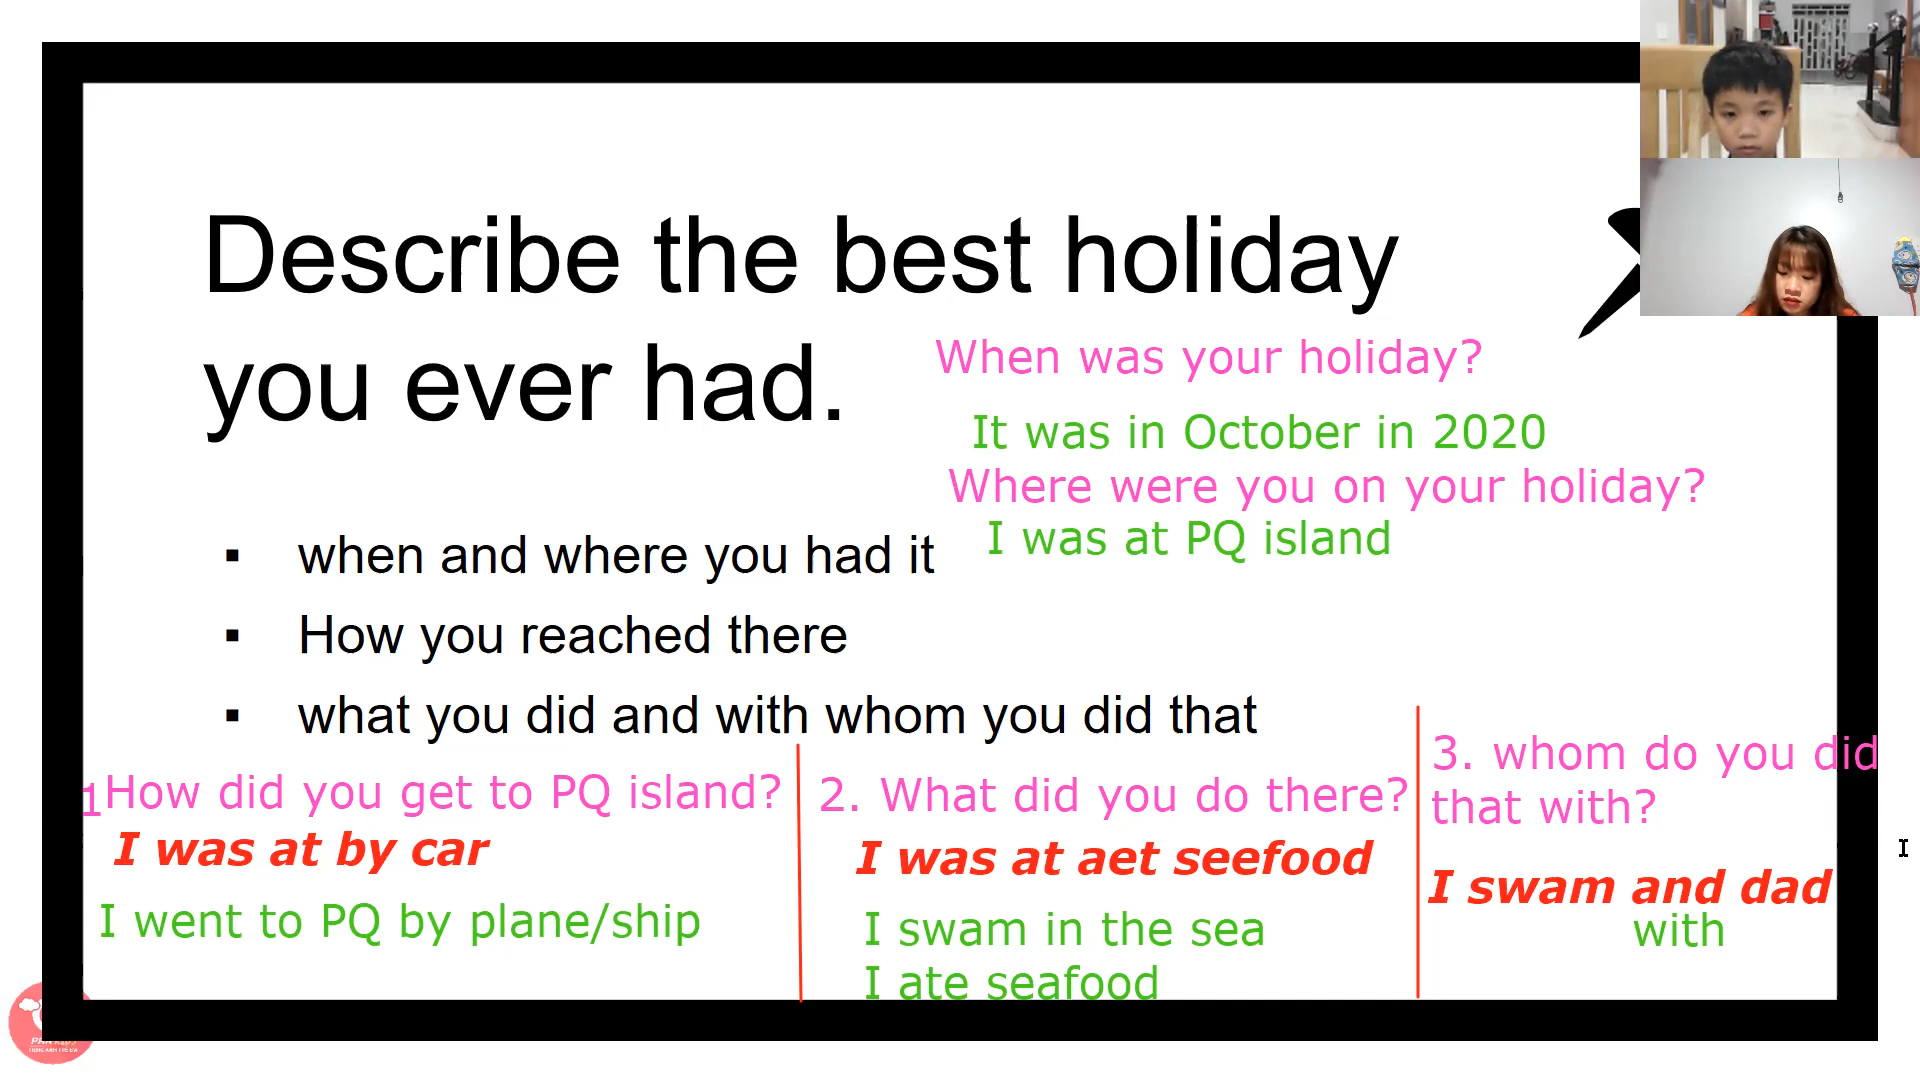 Describe the best holiday
you ever had.
When was your holiday?
It was in October in 2020
Where were you on your holiday?
I was at PQ island
▪ when and where you had it
▪ How you reached there
▪ what you did and with whom you did that
1How did you get to PQ island?
I was at by car
I went to PQ by plane/ship
2. What did you do there?
I was at aet seefood
I swam in the sea
I ate seafood
3. whom do you did
that with?
I swam and dad
with